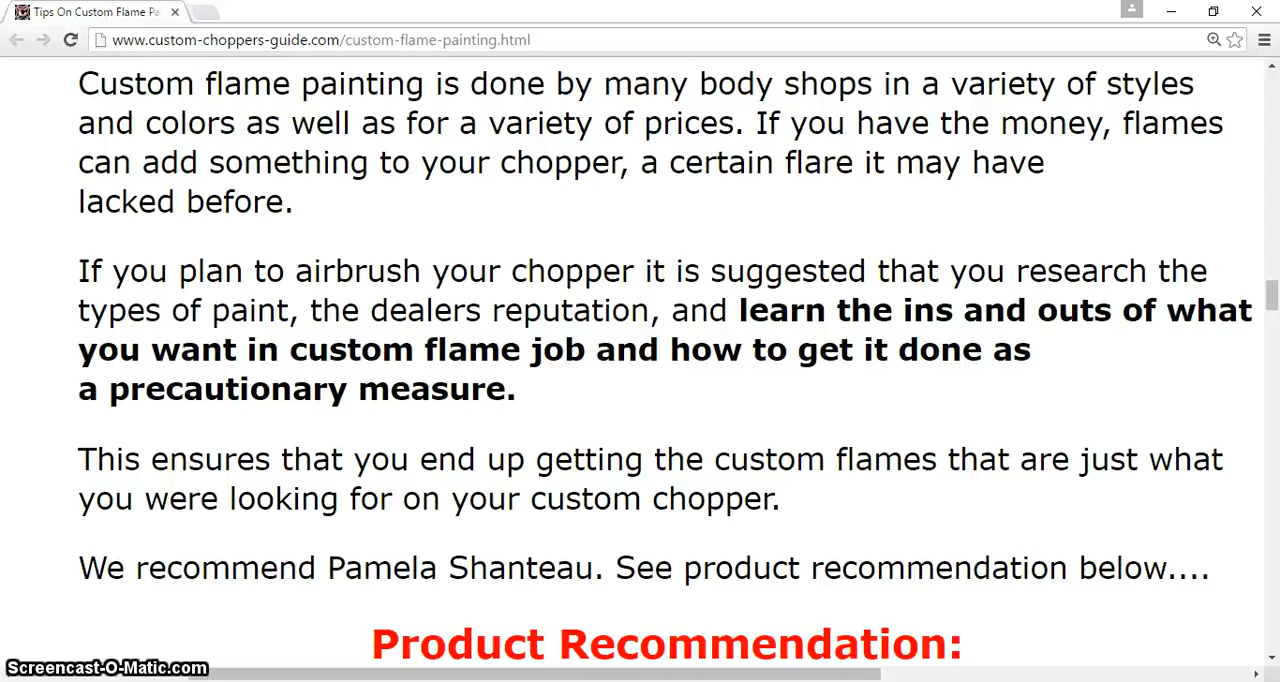 Tips On Custom Flame Pa
www.custom-choppers-guide.com/custom-flame-painting.html
Custom flame painting is done by many body shops in a variety of styles
and colors as well as for a variety of prices. If you have the money, flames
can add something to your chopper, a certain flare it may have
lacked before.
If you plan to airbrush your chopper it is suggested that you research the
types of paint, the dealers reputation, and learn the ins and outs of what
you want in custom flame job and how to get it done as
a precautionary measure.
This ensures that you end up getting the custom flames that are just what
you were looking for on your custom chopper.
We recommend Pamela Shanteau. See product recommendation below....
Product Recommendation:
Screencast-O-Matic.com